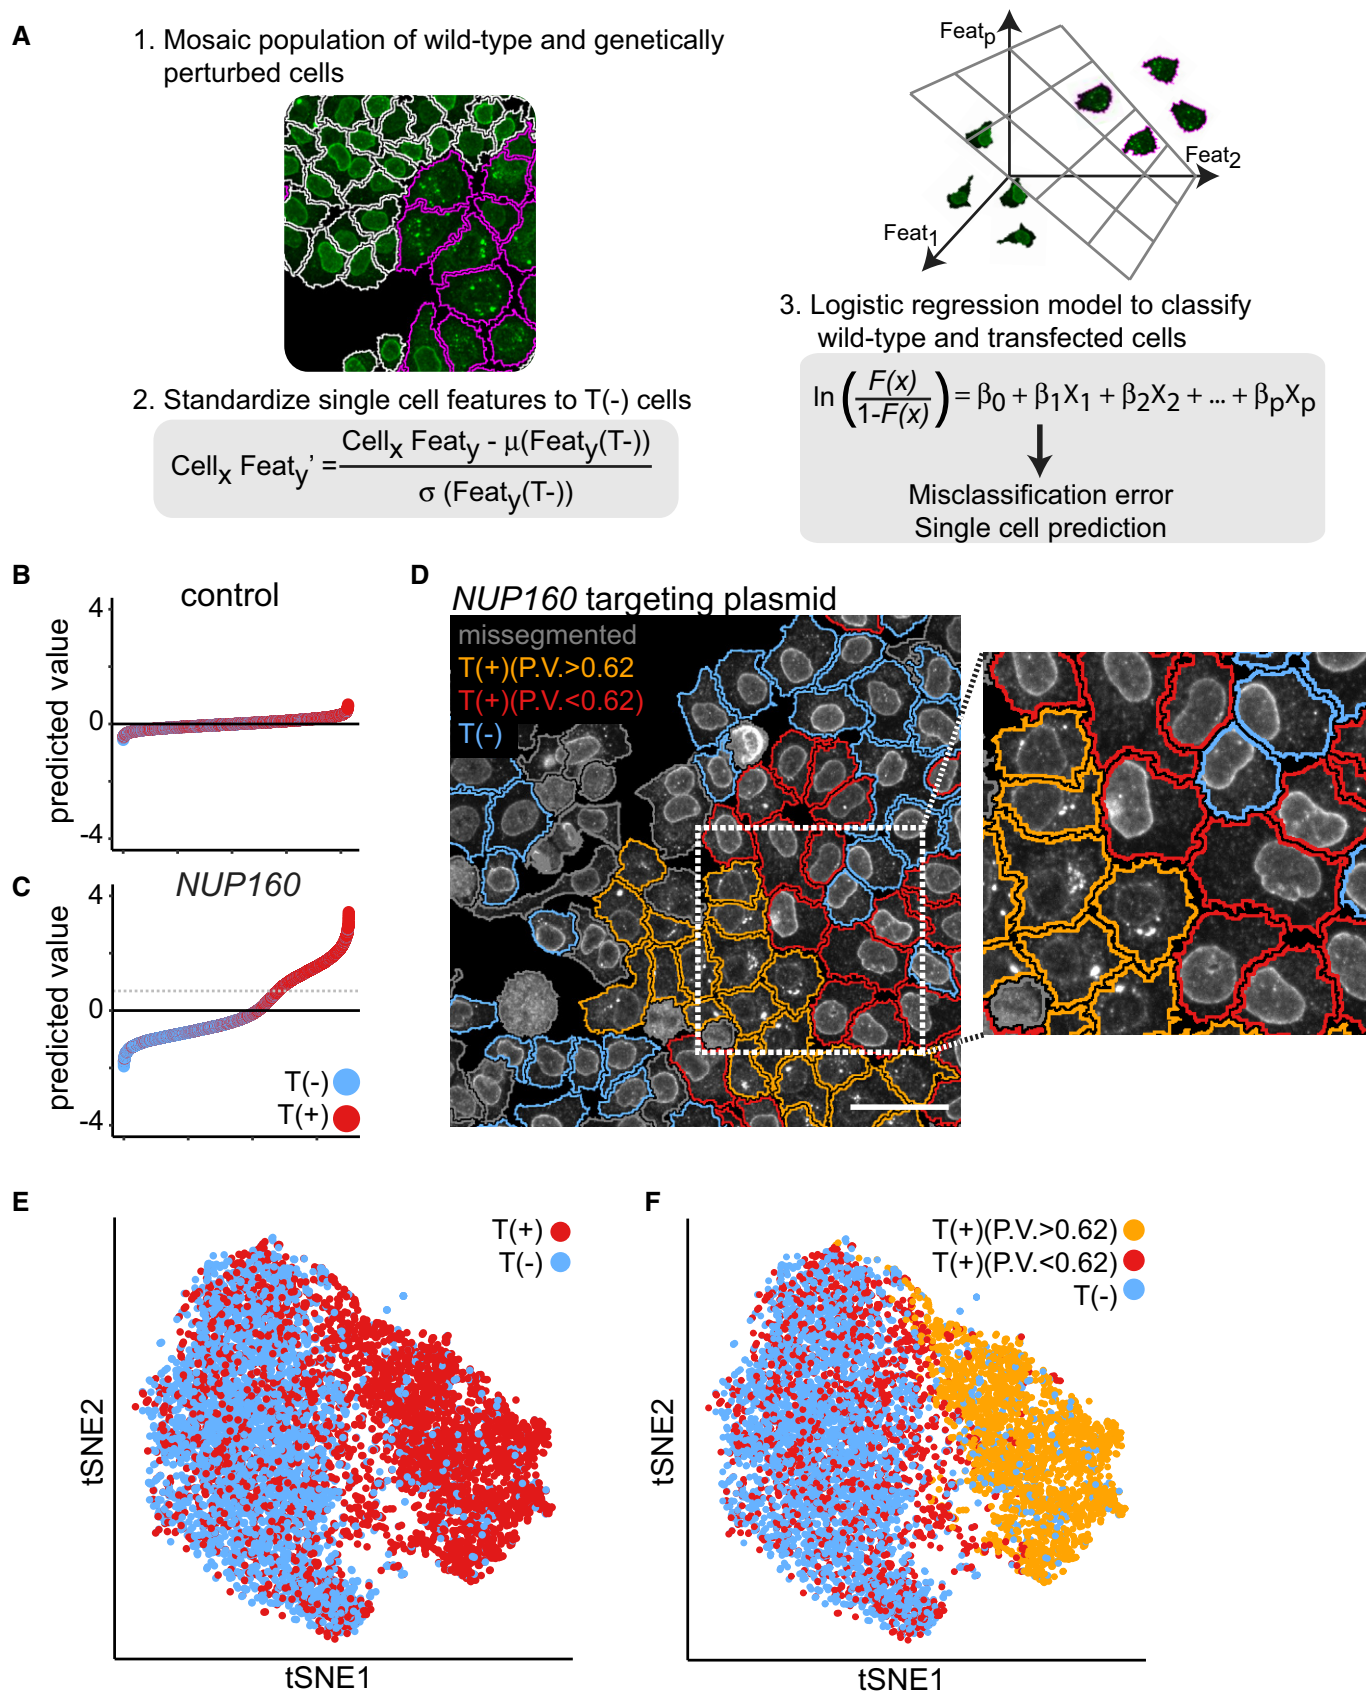 A
1. Mosaic population of wild-type and genetically
perturbed cells
2. Standardize single cell features to T(-) cells
Cellx Featy' = Cellx Featy - μ(Featy(T-))
σ (Featy(T-))
Featp
Feat2
Feat1
3. Logistic regression model to classify
wild-type and transfected cells
ln (F(x) / 1-F(x)) = β0 + β1X1 + β2X2 + ... + βpXp
Misclassification error
Single cell prediction
B
control
predicted value
4
0
-4
C
NUP160
predicted value
4
0
-4
T(-)
T(+)
D
NUP160 targeting plasmid
missegmented
T(+)(P.V.>0.62
T(+)(P.V.<0.62)
T(-)
E
T(+)
T(-)
tSNE2
tSNE1
F
T(+)(P.V.>0.62)
T(+)(P.V.<0.62)
T(-)
tSNE2
tSNE1